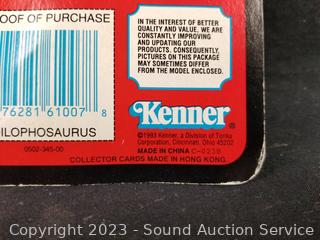 OOF OF PURCHASE
76281 61007 8
ILOPHOSAURUS
0502-345-00
IN THE INTEREST OF BETTER
QUALITY AND VALUE, WE ARE
CONSTANTLY IMPROVING
AND UPDATING OUR
PRODUCTS. CONSEQUENTLY,
PICTURES ON THIS PACKAGE
MAY SOMETIMES DIFFER
FROM THE MODEL ENCLOSED.
Kenner®
©1993 Kenner, a Division of Tonka
Corporation, Cincinnati, Ohio 45202
MADE IN CHINA C-023B
COLLECTOR CARDS MADE IN HONG KONG.
Copyright 2023 - Sound Auction Service